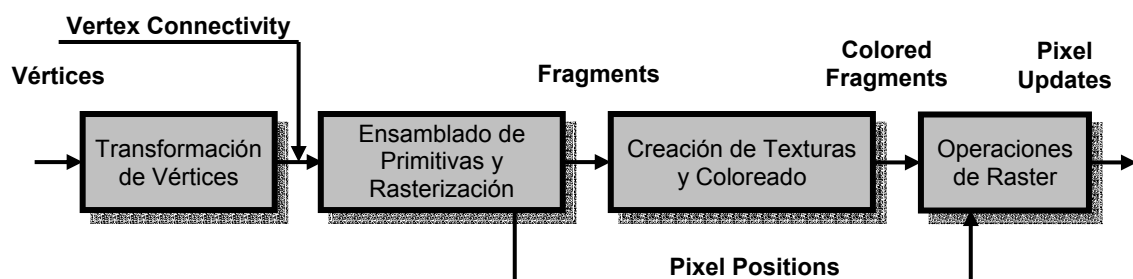 Vertex Connectivity
Vértices
Fragments
Colored
Fragments
Pixel
Updates
Transformación
de Vértices
Ensamblado de
Primitivas y
Rasterización
Creación de Texturas
y Coloreado
Operaciones
de Raster
Pixel Positions